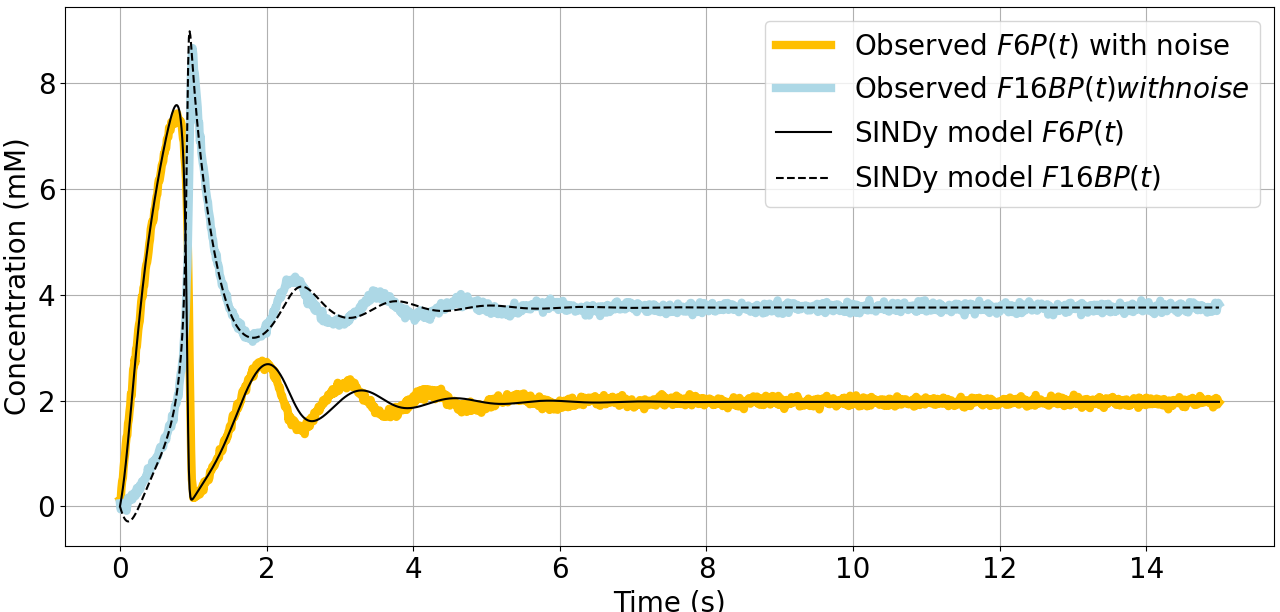 Observed F6P(t) with noise
Observed F16BP(t)withnoise
SINDy model F6P(t)
SINDy model F16BP(t)
Concentration (mM)
8
6
4
2
0
0 2 4 6 8 10 12 14
Time (s)